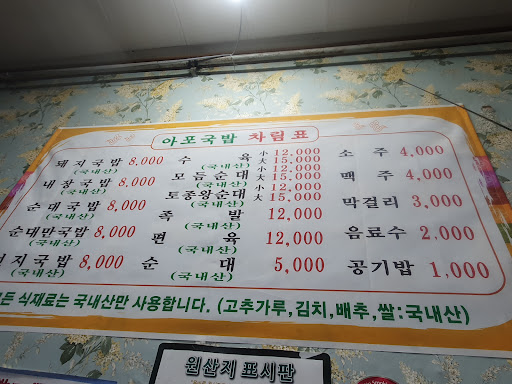 아포국밥 차림표
돼지국밥 8,000 수 육 小 12,000 소 주 4,000
(국내산) (국내산) 大 15,000
내장국밥 8,000 모듬순대 小 12,000 맥 주 4,000
(국내산) (국내산) 大 15,000
순대국밥 8,000 토종왕순대 小 12,000 막걸리 3,000
(국내산) (국내산) 大 15,000
순대만국밥 8,000 족 발 12,000 음료수 2,000
(국내산) (국내산)
지국밥 8,000 편 육 12,000 공기밥 1,000
(국내산) (국내산)
순 대 5,000
(국내산)
든 식재료는 국내산만 사용합니다. (고추가루,김치,배추,쌀:국내산)
원산지 표시판